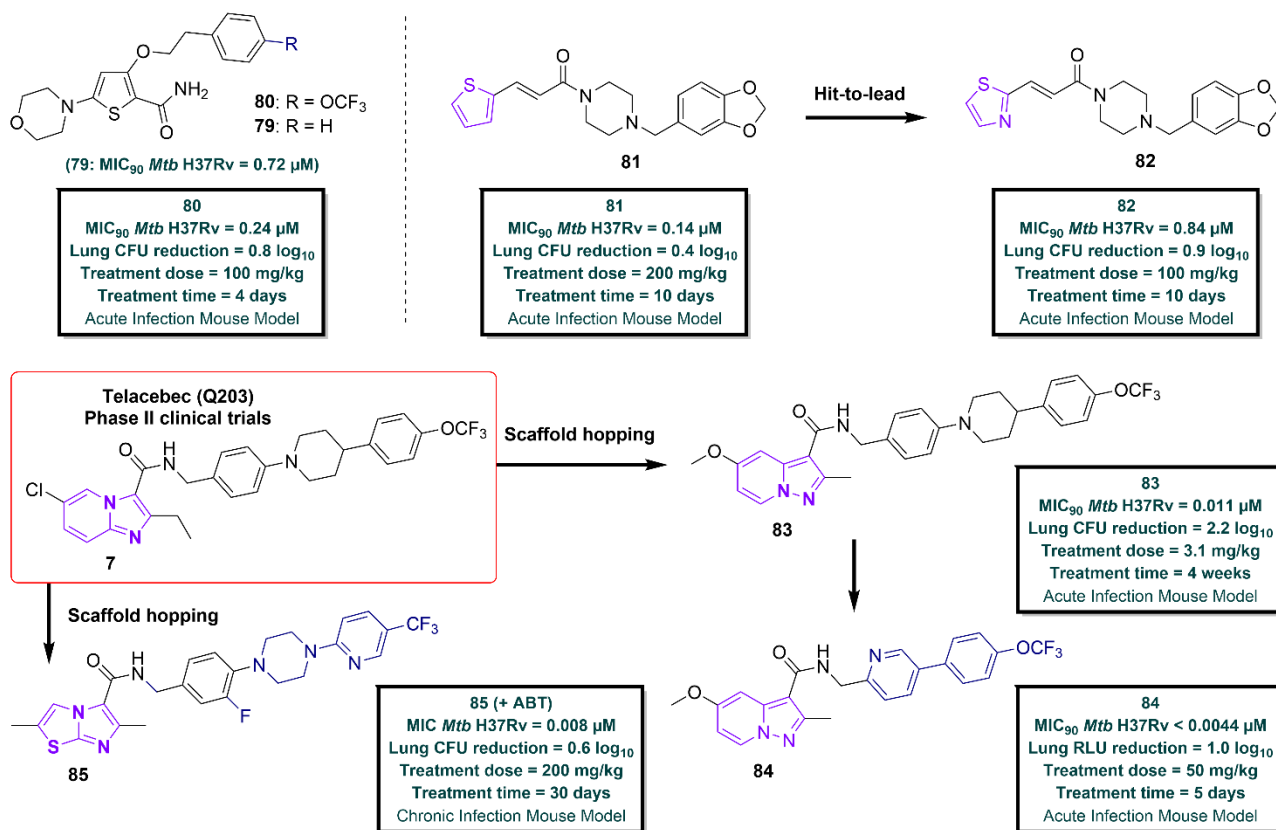 R
O
O
N
S
NH2
O
80: R = OCF3
79: R = H
(79: MIC90 Mtb H37Rv = 0.72 µM)
80
MIC90 Mtb H37Rv = 0.24 µM
Lung CFU reduction = 0.8 log10
Treatment dose = 100 mg/kg
Treatment time = 4 days
Acute Infection Mouse Model
S
O
N
N
O
O
81
81
MIC90 Mtb H37Rv = 0.14 µM
Lung CFU reduction = 0.4 log10
Treatment dose = 200 mg/kg
Treatment time = 10 days
Acute Infection Mouse Model
Hit-to-lead
S
N
O
N
N
O
O
82
82
MIC90 Mtb H37Rv = 0.84 µM
Lung CFU reduction = 0.9 log10
Treatment dose = 100 mg/kg
Treatment time = 10 days
Acute Infection Mouse Model
Telacebec (Q203)
Phase II clinical trials
OCF3
O
H
N
N
Cl
N
N
7
Scaffold hopping
OCF3
O
H
N
N
O
N
N
83
83
MIC90 Mtb H37Rv = 0.011 µM
Lung CFU reduction = 2.2 log10
Treatment dose = 3.1 mg/kg
Treatment time = 4 weeks
Acute Infection Mouse Model
Scaffold hopping
CF3
N
N
N
O
H
N
F
N
S
N
85
85 (+ ABT)
MIC Mtb H37Rv = 0.008 µM
Lung CFU reduction = 0.6 log10
Treatment dose = 200 mg/kg
Treatment time = 30 days
Chronic Infection Mouse Model
OCF3
O
H
N
N
O
N
N
84
84
MIC90 Mtb H37Rv < 0.0044 µM
Lung RLU reduction = 1.0 log10
Treatment dose = 50 mg/kg
Treatment time = 5 days
Acute Infection Mouse Model